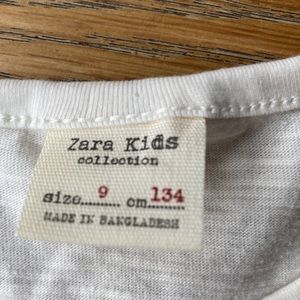 Zara Kids
collection
size.......... 9 cm.134
MADE IN BANGLADESH